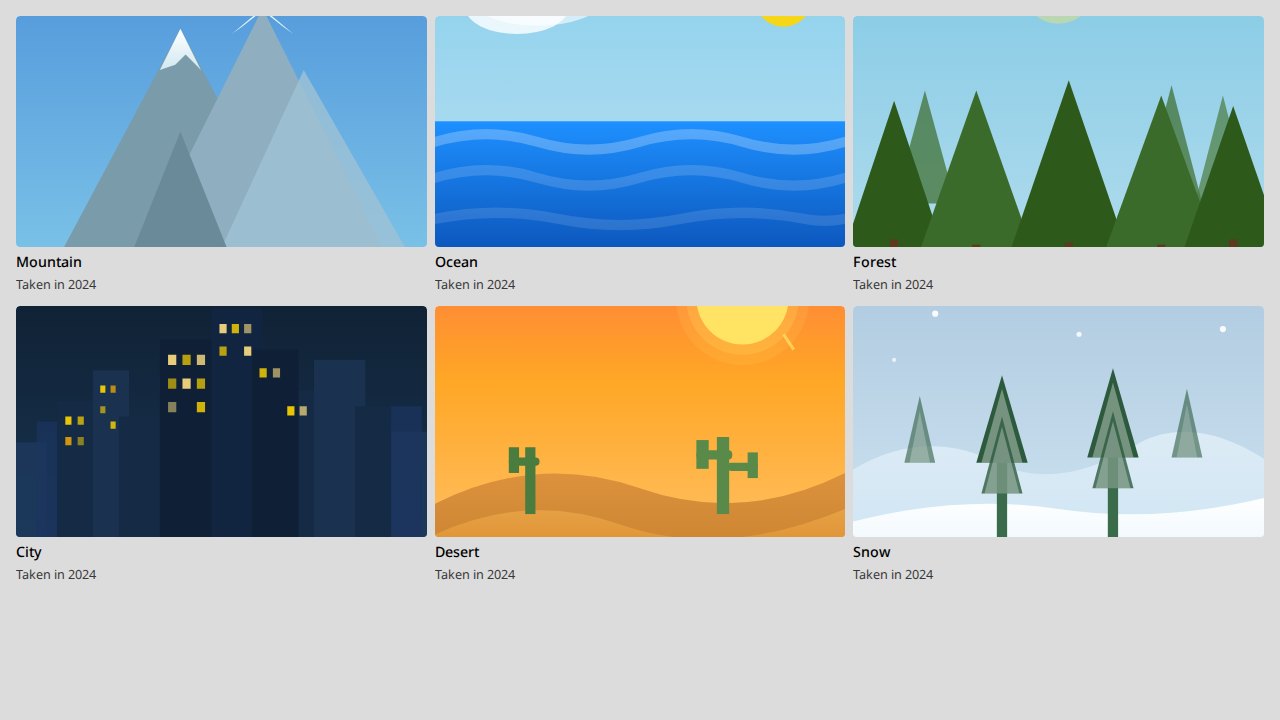 Mountain
Taken in 2024
Ocean
Taken in 2024
Forest
Taken in 2024
City
Taken in 2024
Desert
Taken in 2024
Snow
Taken in 2024